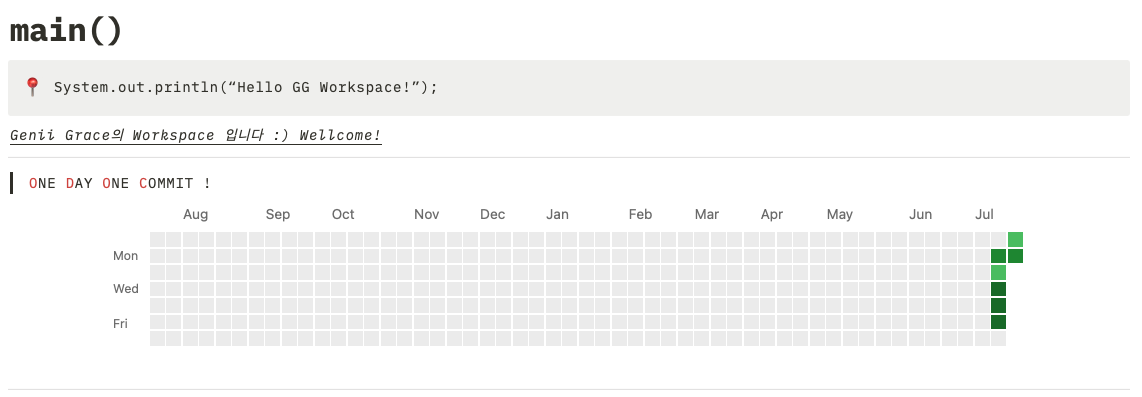 main()
System.out.println(“Hello GG Workspace!”);
Genii Grace의 Workspace 입니다 :) Wellcome!
ONE DAY ONE COMMIT !
Aug Sep Oct Nov Dec Jan Feb Mar Apr May Jun Jul
Mon
Wed
Fri